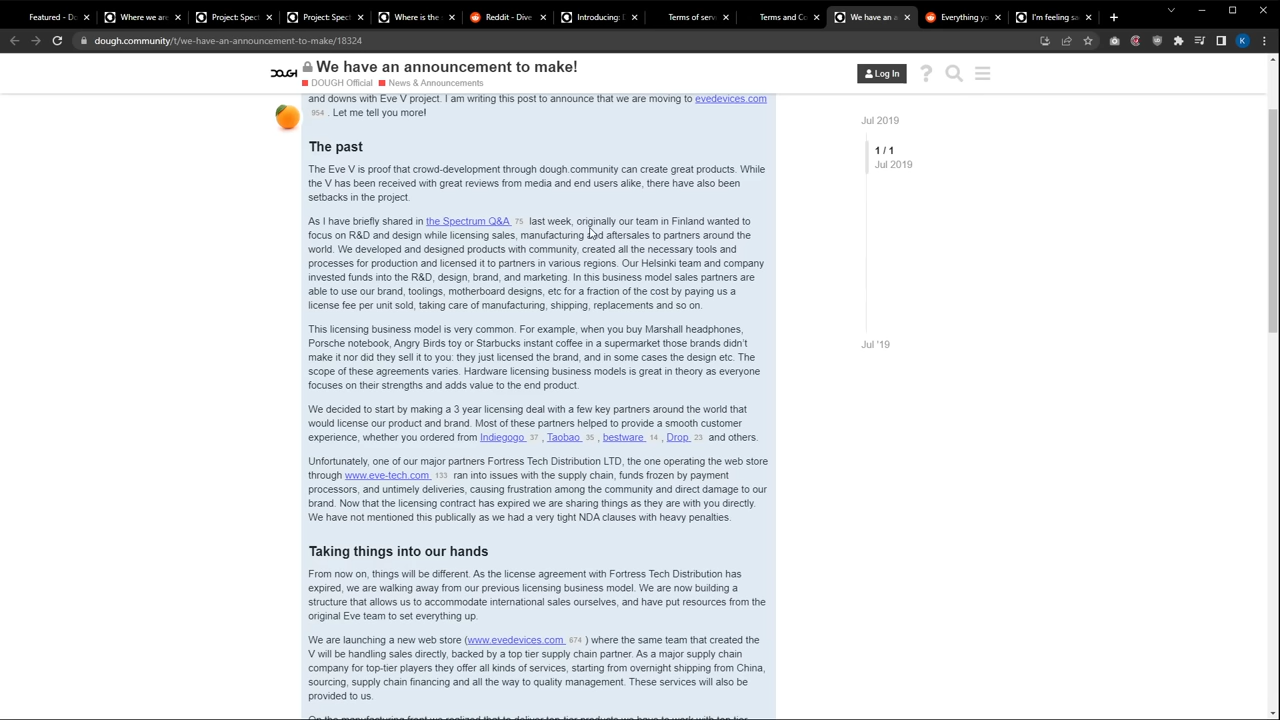 Featured - D
Where we are
Project: Spect
Project: Spect
Where is the
Reddit - Dive
Introducing: D
Terms of serv
Terms and Co
We have an a
Everything yo
I'm feeling sa
dough.community/t/we-have-an-announcement-to-make/18324
DOUGH
We have an announcement to make!
DOUGH Official News & Announcements
Log In
and downs with Eve V project. I am writing this post to announce that we are moving to evedevices.com
954 . Let me tell you more!
The past
The Eve V is proof that crowd-development through dough.community can create great products. While
the V has been received with great reviews from media and end users alike, there have also been
setbacks in the project.
As I have briefly shared in the Spectrum Q&A 75 last week, originally our team in Finland wanted to
focus on R&D and design while licensing sales, manufacturing and aftersales to partners around the
world. We developed and designed products with community, created all the necessary tools and
processes for production and licensed it to partners in various regions. Our Helsinki team and company
invested funds into the R&D, design, brand, and marketing. In this business model sales partners are
able to use our brand, toolings, motherboard designs, etc for a fraction of the cost by paying us a
license fee per unit sold, taking care of manufacturing, shipping, replacements and so on.
This licensing business model is very common. For example, when you buy Marshall headphones,
Porsche notebook, Angry Birds toy or Starbucks instant coffee in a supermarket those brands didn't
make it nor did they sell it to you: they just licensed the brand, and in some cases the design etc. The
scope of these agreements varies. Hardware licensing business models is great in theory as everyone
focuses on their strengths and adds value to the end product.
We decided to start by making a 3 year licensing deal with a few key partners around the world that
would license our product and brand. Most of these partners helped to provide a smooth customer
experience, whether you ordered from Indiegogo 37 , Taobao 35 , bestware 14 , Drop 23 and others.
Unfortunately, one of our major partners Fortress Tech Distribution LTD, the one operating the web store
through www.eve-tech.com 133 ran into issues with the supply chain, funds frozen by payment
processors, and untimely deliveries, causing frustration among the community and direct damage to our
brand. Now that the licensing contract has expired we are sharing things as they are with you directly.
We have not mentioned this publically as we had a very tight NDA clauses with heavy penalties.
Taking things into our hands
From now on, things will be different. As the license agreement with Fortress Tech Distribution has
expired, we are walking away from our previous licensing business model. We are now building a
structure that allows us to accommodate international sales ourselves, and have put resources from the
original Eve team to set everything up.
We are launching a new web store (www.evedevices.com 674 ) where the same team that created the
V will be handling sales directly, backed by a top tier supply chain partner. As a major supply chain
company for top-tier players they offer all kinds of services, starting from overnight shipping from China,
sourcing, supply chain financing and all the way to quality management. These services will also be
provided to us.
On the manufacturing front we realized that to deliver top-tier products we have to work with top-tier
Jul 2019
1 / 1
Jul 2019
Jul '19